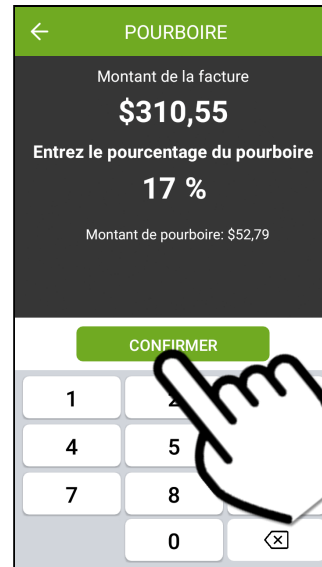 POURBOIRE
Montant de la facture
$310,55
Entrez le pourcentage du pourboire
17 %
Montant de pourboire: $52,79
CONFIRMER
1
4 5
7 8
0